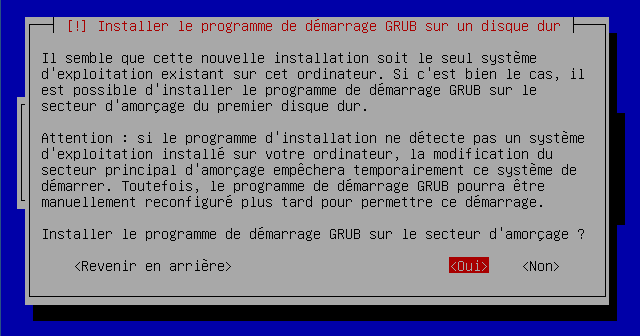 [!] Installer le programme de démarrage GRUB sur un disque dur
Il semble que cette nouvelle installation soit le seul système
d'exploitation existant sur cet ordinateur. Si c'est bien le cas, il
est possible d'installer le programme de démarrage GRUB sur le
secteur d'amorçage du premier disque dur.
Attention : si le programme d'installation ne détecte pas un système
d'exploitation installé sur votre ordinateur, la modification du
secteur principal d'amorçage empêchera temporairement ce système de
démarrer. Toutefois, le programme de démarrage GRUB pourra être
manuellement reconfiguré plus tard pour permettre ce démarrage.
Installer le programme de démarrage GRUB sur le secteur d'amorçage ?
<Revenir en arrière> <Oui> <Non>